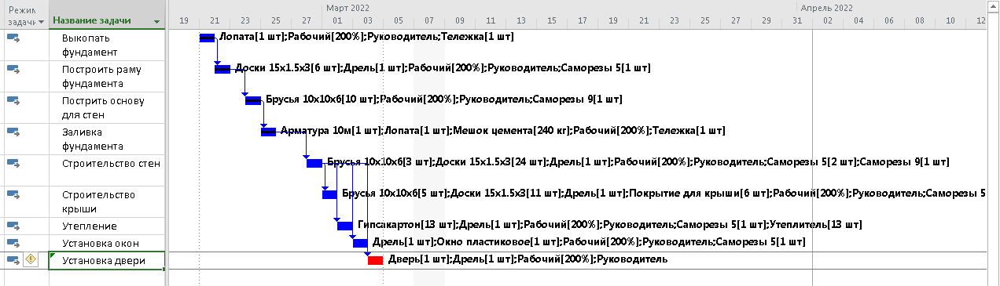 Режим задачи
Название задачи
Март 2022
Апрель 2022
19 21 23 25 27 01 03 05 07 09 11 13 15 17 19 21 23 25 27 29 31 02 04 06 08 10 12
Выкопать фундамент
Лопата[1 шт];Рабочий[200%];Руководитель;Тележка[1 шт]
Построить раму фундамента
Доски 15x1.5x3[6 шт];Дрель[1 шт];Рабочий[200%];Руководитель;Саморезы 5[1 шт]
Пострить основу для стен
Брусья 10x10x6[10 шт];Рабочий[200%];Руководитель;Саморезы 9[1 шт]
Заливка фундамента
Арматура 10м[1 шт];Лопата[1 шт];Мешок цемента[240 кг];Рабочий[200%];Тележка[1 шт]
Строительство стен
Брусья 10x10x6[3 шт];Доски 15x1.5x3[24 шт];Дрель[1 шт];Рабочий[200%];Руководитель;Саморезы 5[2 шт];Саморезы 9[1 шт]
Строительство крыши
Брусья 10x10x6[5 шт];Доски 15x1.5x3[11 шт];Дрель[1 шт];Покрытие для крыши[6 шт];Рабочий[200%];Руководитель;Саморезы 5
Утепление
Гипсакартон[13 шт];Дрель[1 шт];Рабочий[200%];Руководитель;Саморезы 5[1 шт];Утеплитель[13 шт]
Установка окон
Дрель[1 шт];Окно пластиковое[1 шт];Рабочий[200%];Руководитель;Саморезы 5[1 шт]
Установка двери
Дверь[1 шт];Дрель[1 шт];Рабочий[200%];Руководитель